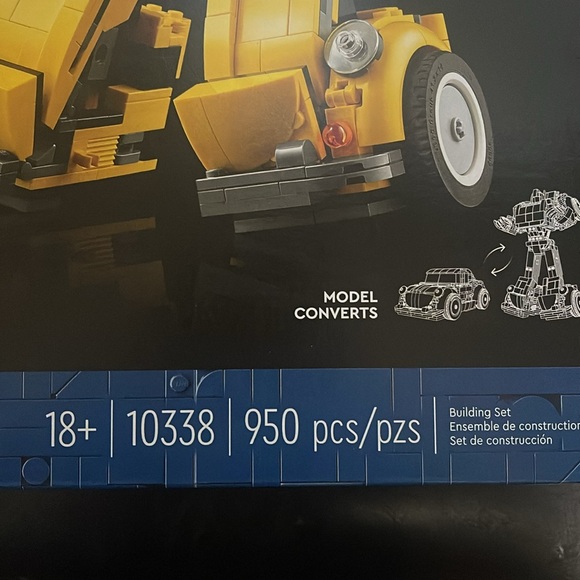 MODEL
CONVERTS
18+ 10338 950 pcs/pzs
Building Set
Ensemble de construction
Set de construcción